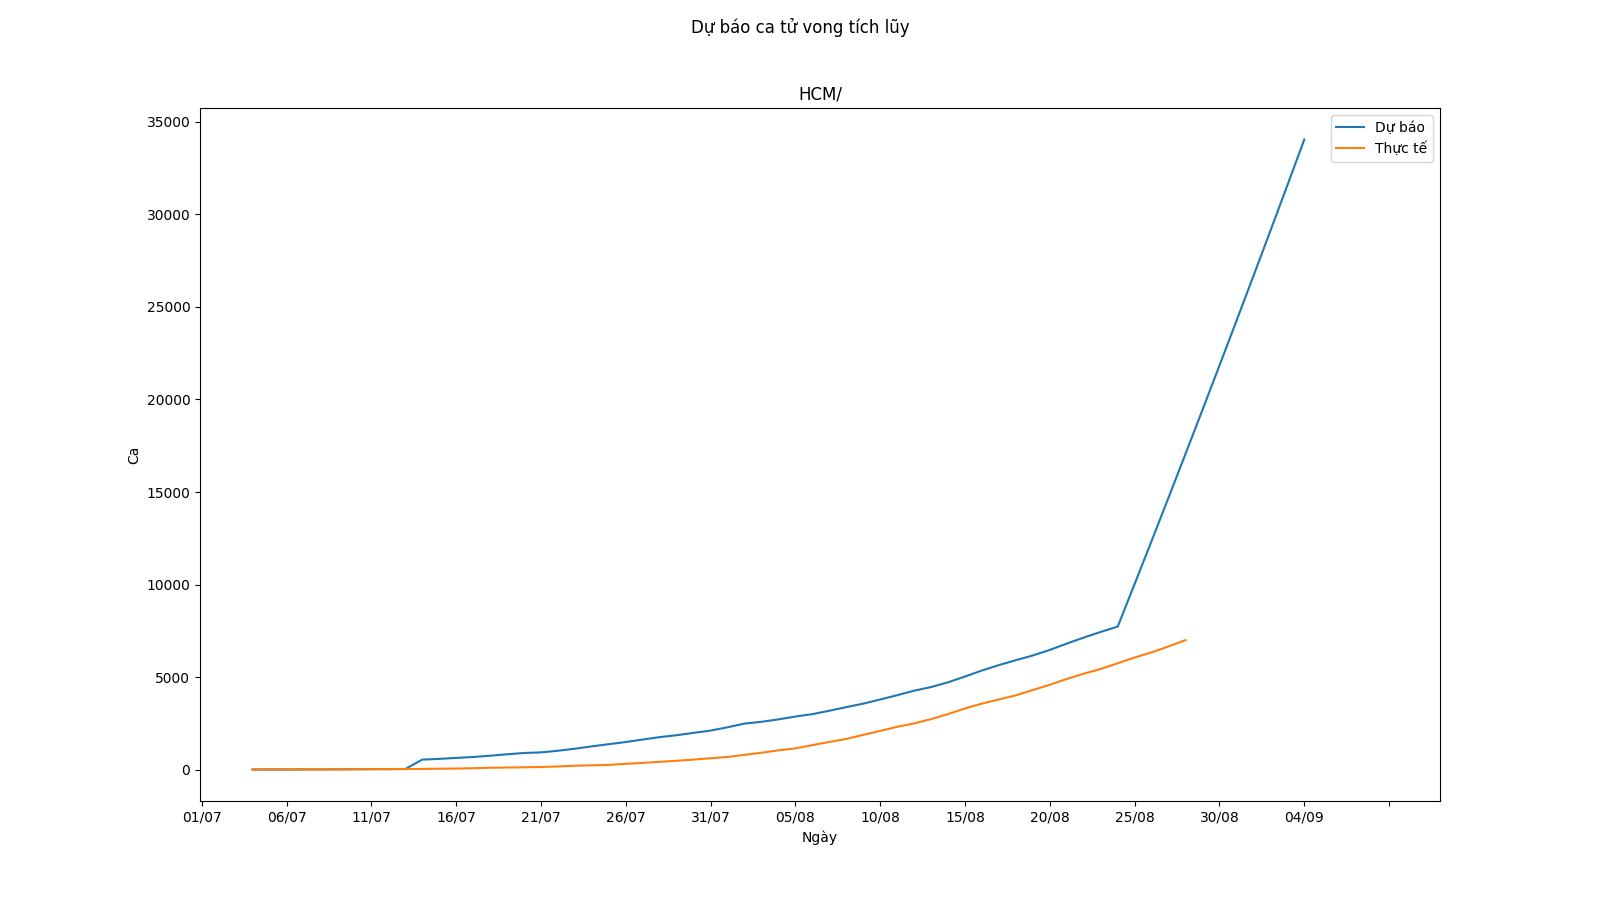 Dự báo ca tử vong tích lũy
HCM/
Dự báo
Thực tế
35000
30000
25000
20000
15000
10000
5000
0
Ca
01/07 06/07 11/07 16/07 21/07 26/07 31/07 05/08 10/08 15/08 20/08 25/08 30/08 04/09
Ngày